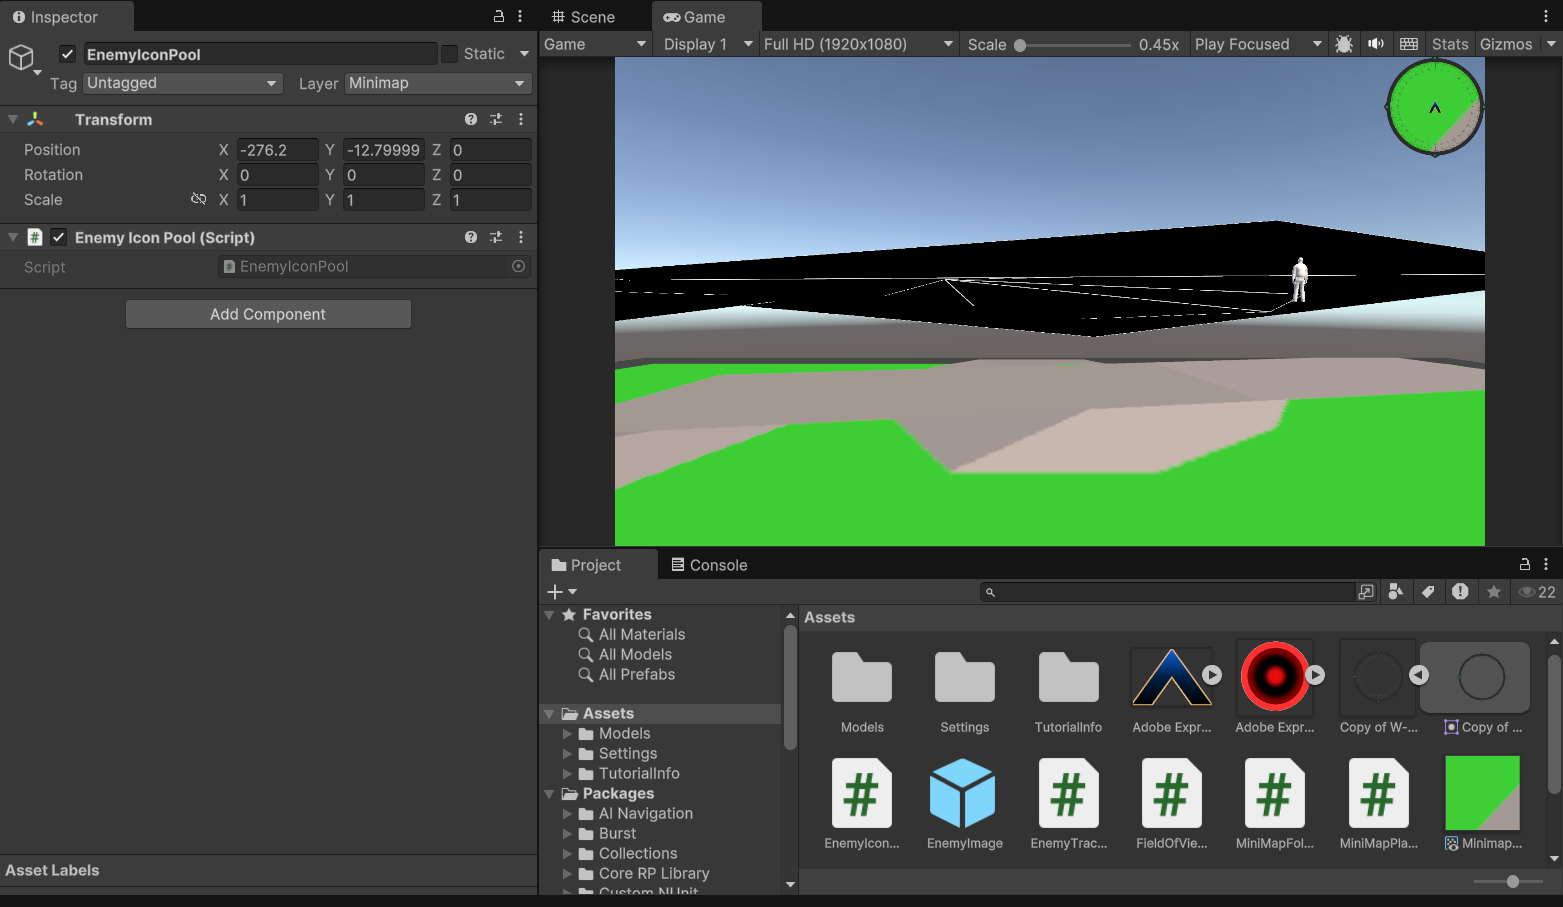 Inspector
EnemyIconPool
Static
Tag Untagged Layer Minimap
Transform
Position X -276.2 Y -12.79999 Z 0
Rotation X 0 Y 0 Z 0
Scale X 1 Y 1 Z 1
# Enemy Icon Pool (Script)
Script # EnemyIconPool
Add Component
Asset Labels
Scene Game
Game Display 1 Full HD (1920x1080) Scale 0.45x Play Focused Stats Gizmos
Project Console
22
Favorites
All Materials
All Models
All Prefabs
Assets
Models
Settings
TutorialInfo
Packages
AI Navigation
Burst
Collections
Core RP Library
Custom NUnit
Assets
Models Settings TutorialInfo Adobe Expr... Adobe Expr... Copy of W-... Copy of ...
# # # # #
EnemyIcon... EnemyImage EnemyTrac... FieldOfVie... MiniMapFol... MiniMapPla... Minimap...